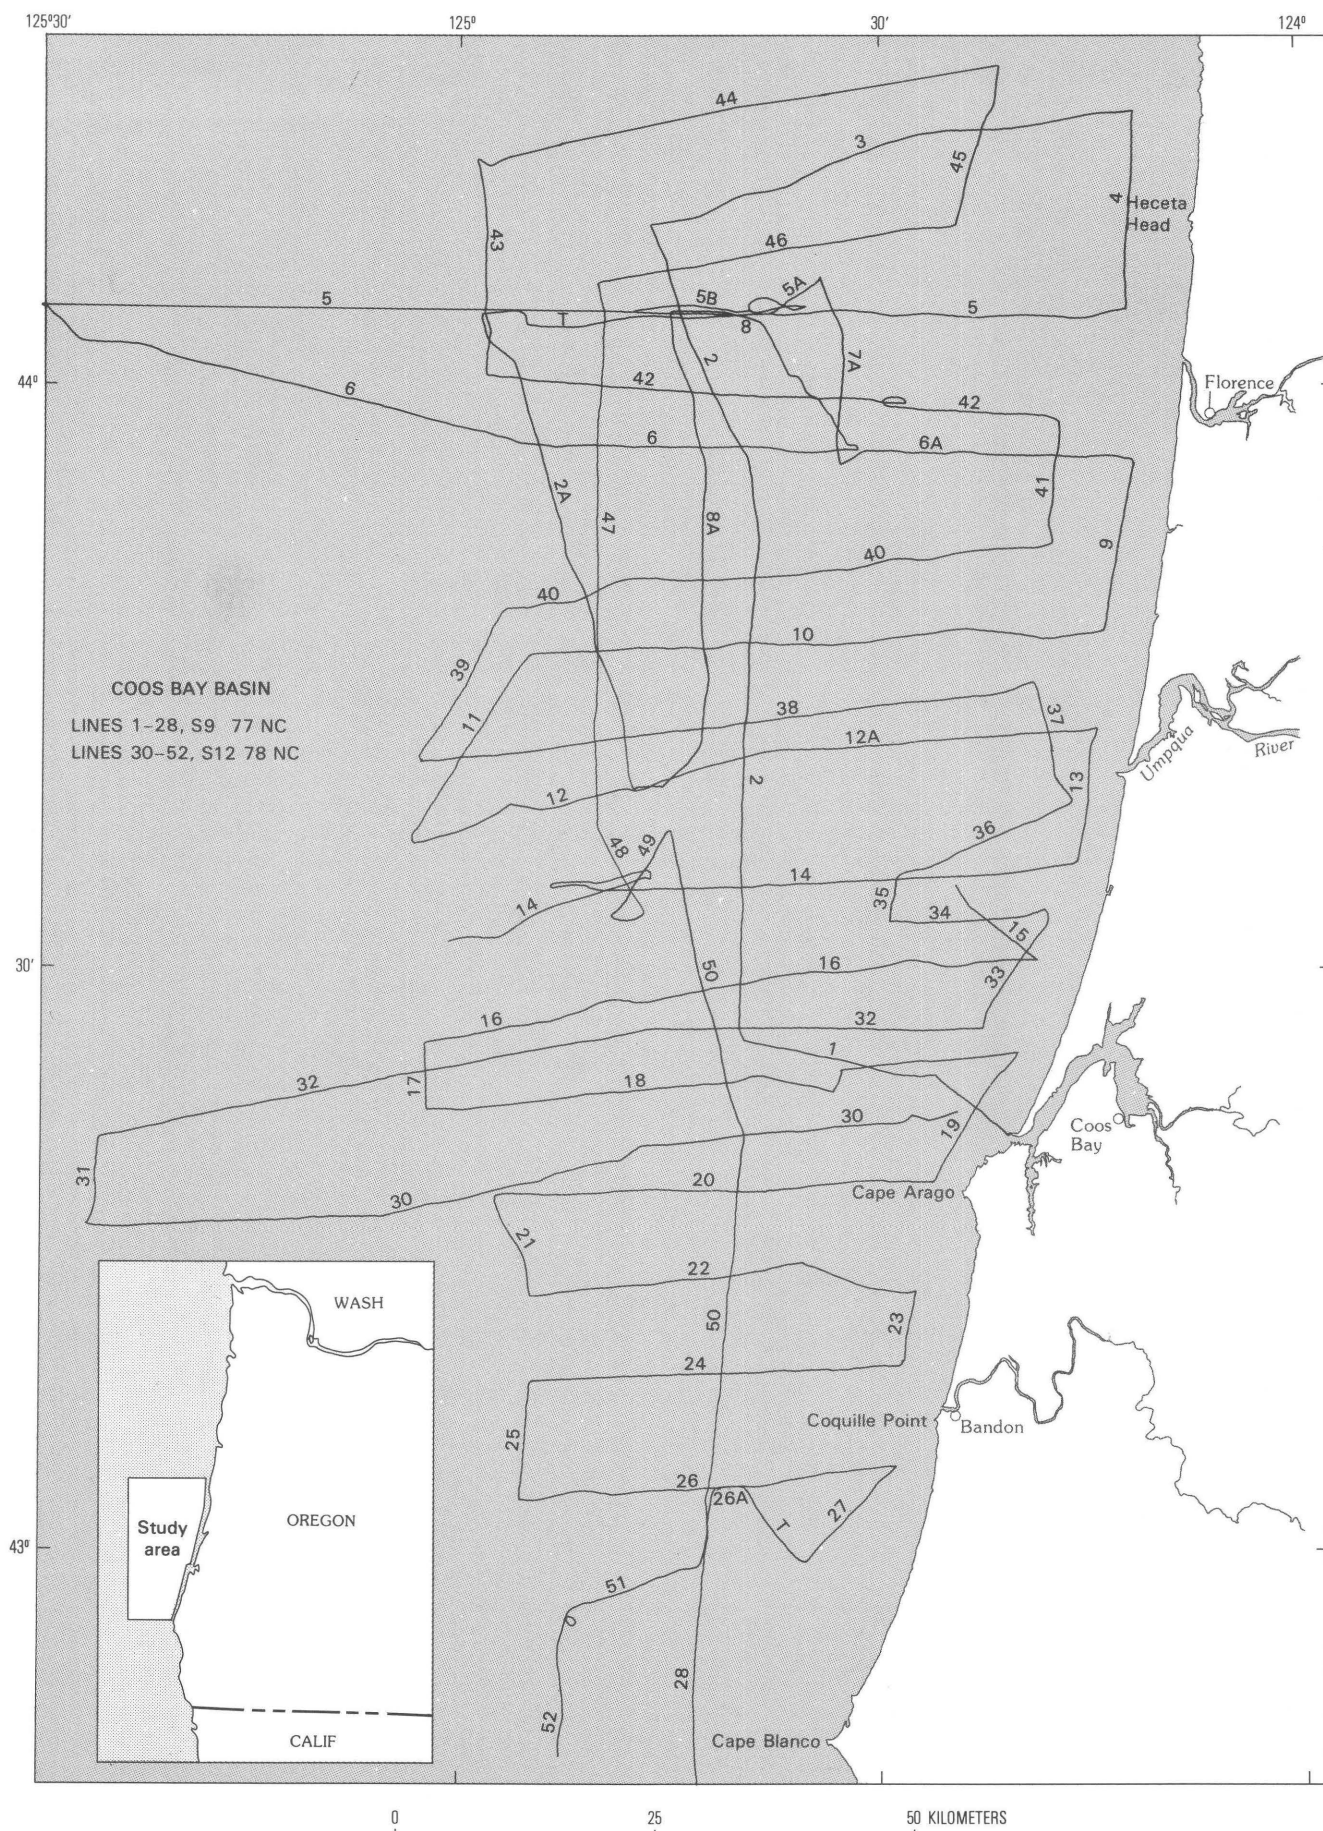 125°30′ 125° 30′ 124°
44
3
45
4
Heceta
Head
43
46
5A
5B
5
5
T
8
2
7A
42
44°
Florence
6
42
6
6A
2A
41
47
8A
9
40
40
10
39
COOS BAY BASIN
38
11
37
LINES 1-28, S9 77 NC
12A
LINES 30-52, S12 78 NC
Umpqua River
2
13
12
36
48
49
14
35
14
34
15
30′
16
50
33
16
32
1
32
17
18
30
19
Coos
Bay
31
20
Cape Arago
30
21
22
WASH
50
23
24
Coquille Point
Bandon
25
26
26A
27
T
OREGON
Study
area
43°
51
28
52
CALIF
Cape Blanco
0 25 50 KILOMETERS